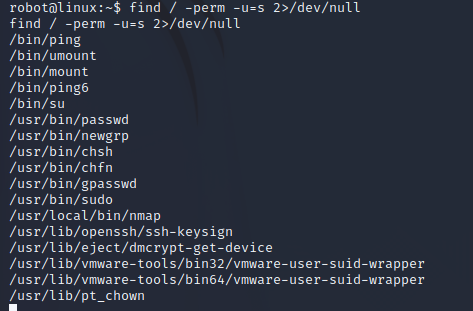 robot@linux:~$ find / -perm -u=s 2>/dev/null
find / -perm -u=s 2>/dev/null
/bin/ping
/bin/umount
/bin/mount
/bin/ping6
/bin/su
/usr/bin/passwd
/usr/bin/newgrp
/usr/bin/chsh
/usr/bin/chfn
/usr/bin/gpasswd
/usr/bin/sudo
/usr/local/bin/nmap
/usr/lib/openssh/ssh-keysign
/usr/lib/eject/dmcrypt-get-device
/usr/lib/vmware-tools/bin32/vmware-user-suid-wrapper
/usr/lib/vmware-tools/bin64/vmware-user-suid-wrapper
/usr/lib/pt_chown